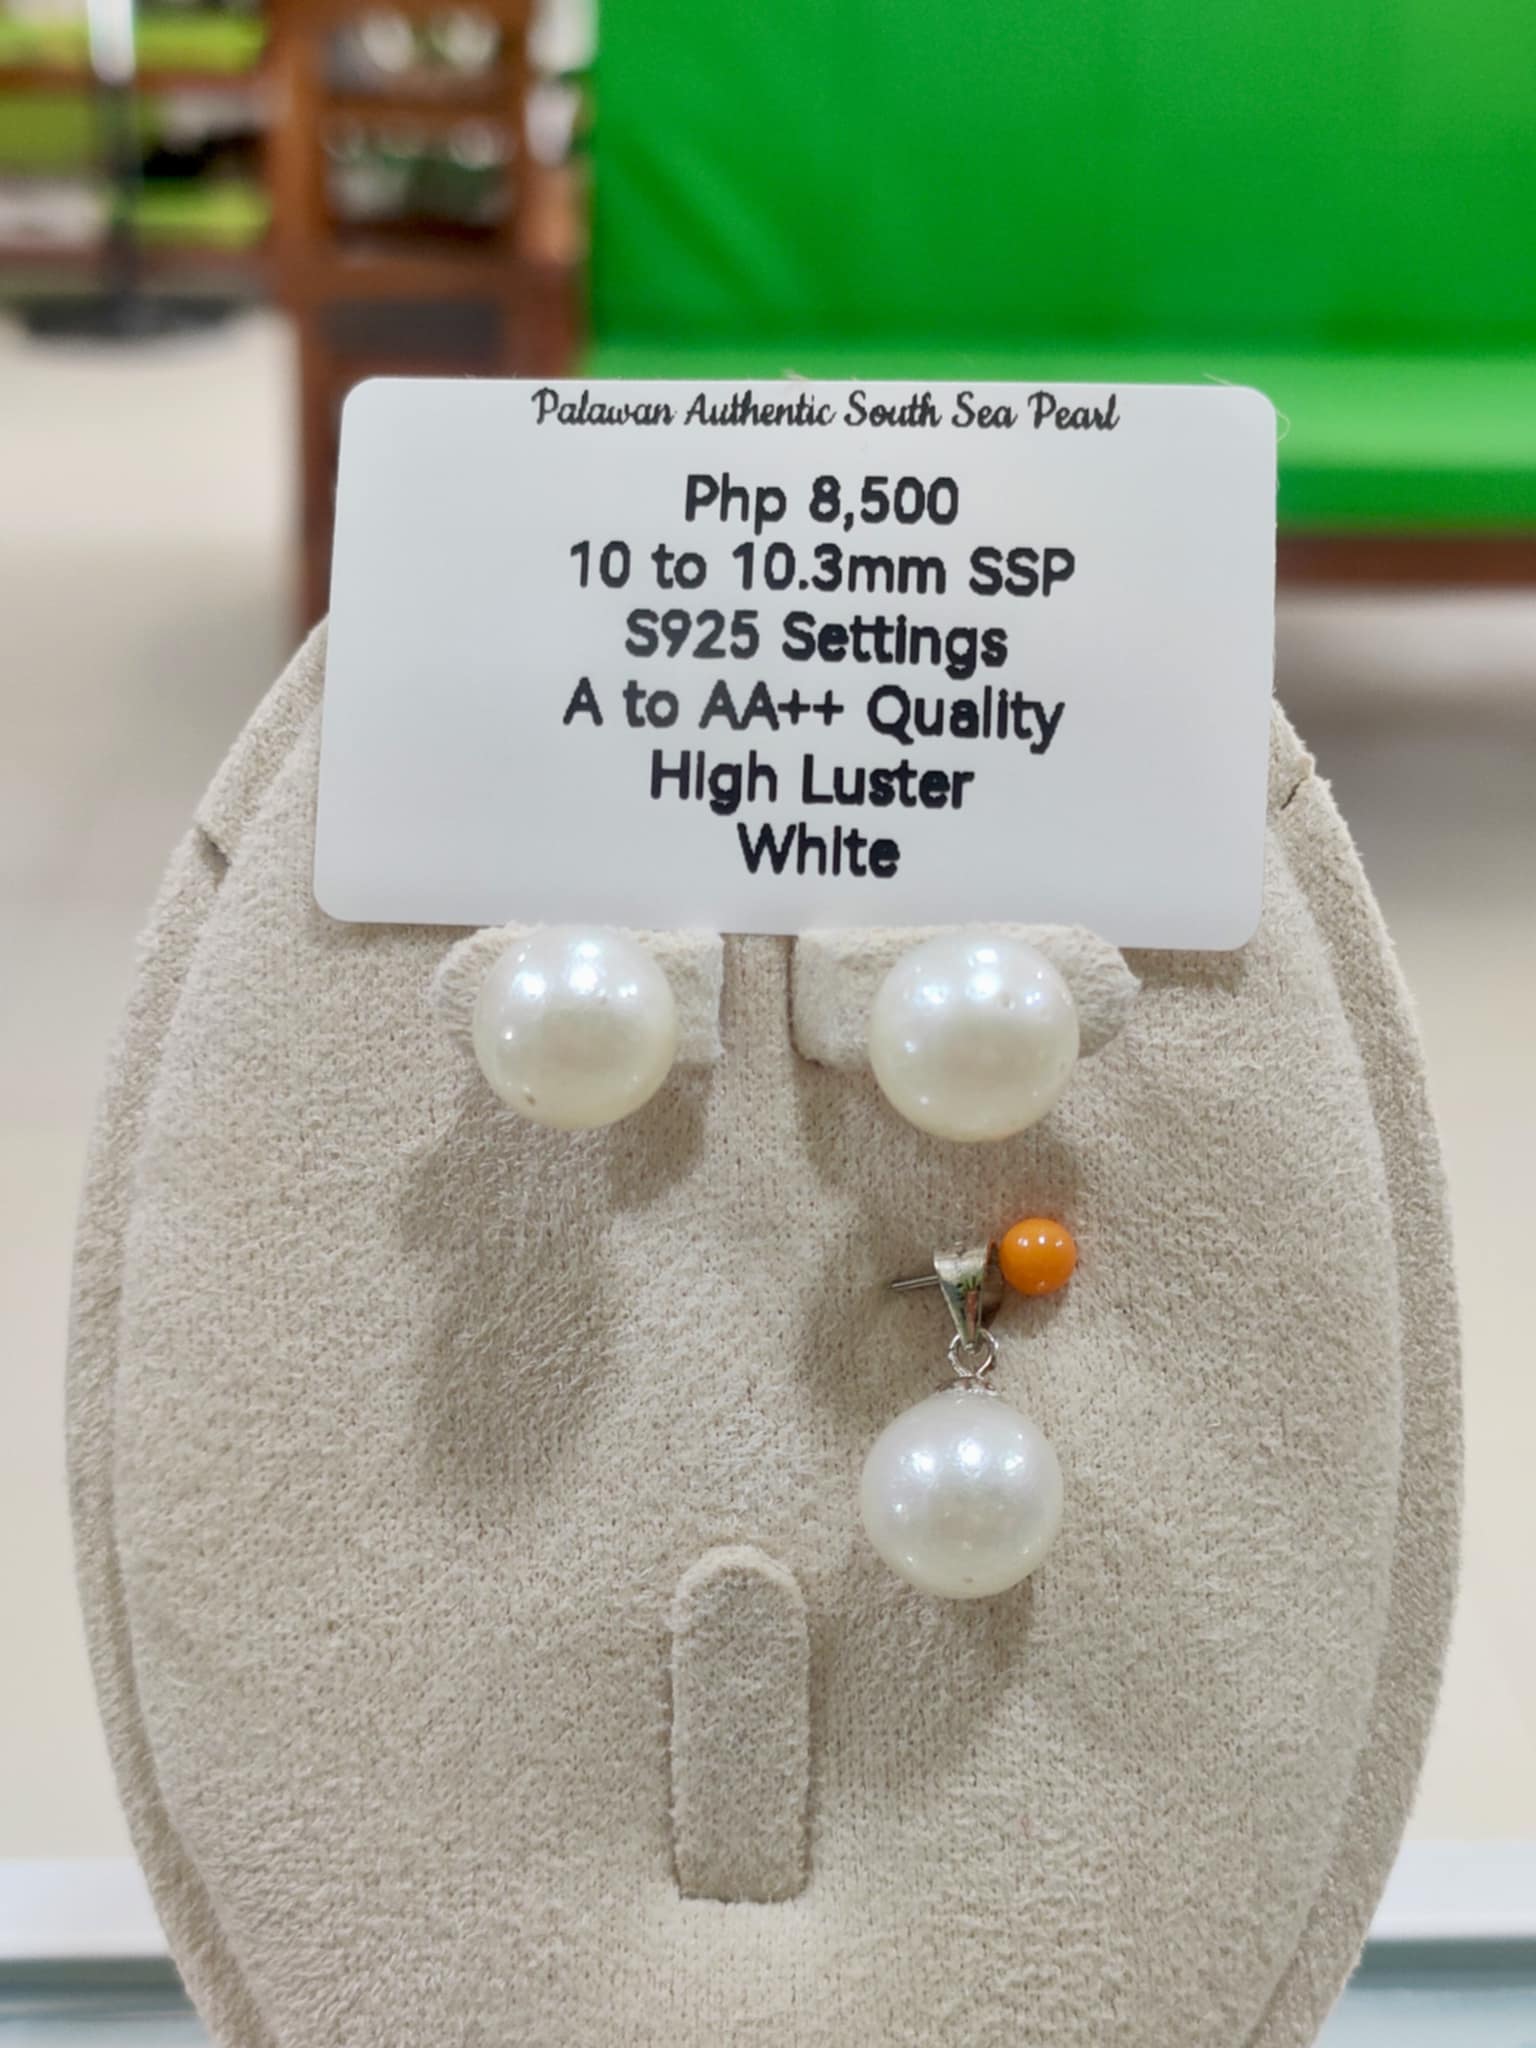 Palawan Authentic South Sea Pearl
Php 8,500
10 to 10.3mm SSP
S925 Settings
A to AA++ Quality
High Luster
White